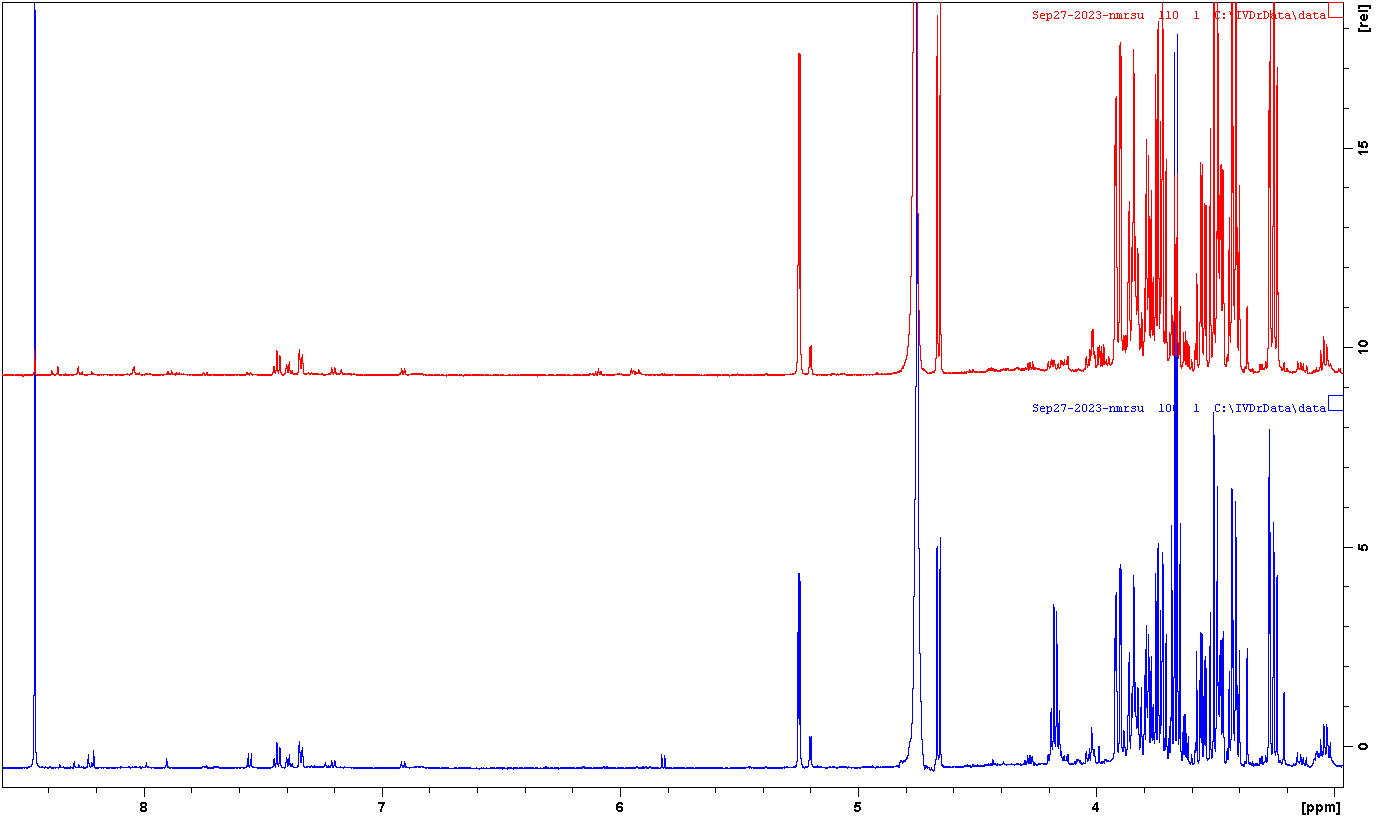 Sep27-2023-nmrsu 110 1 C:\IVDrData\data
[rel]
15
10
Sep27-2023-nmrsu 100 1 C:\IVDrData\data
5
0
8 7 6 5 4 [ppm]